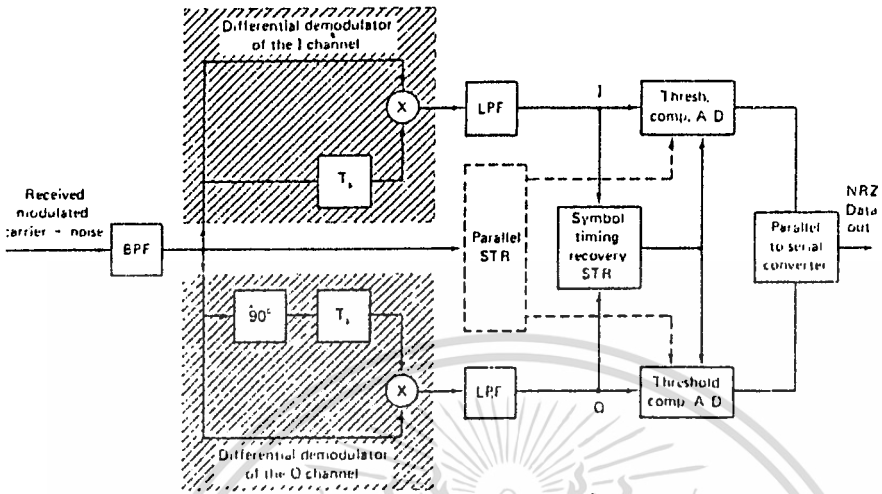 Differential demodulator
of the I channel
X
LPF
I
Thresh,
comp, A D
T
Received
modulated
carrier + noise
BPF
Parallel
STR
Symbol
timing
recovery
STR
Parallel
to serial
converter
NRZ
Data
out
90°
T
X
LPF
Q
Threshold
comp, A D
Differential demodulator
of the Q channel